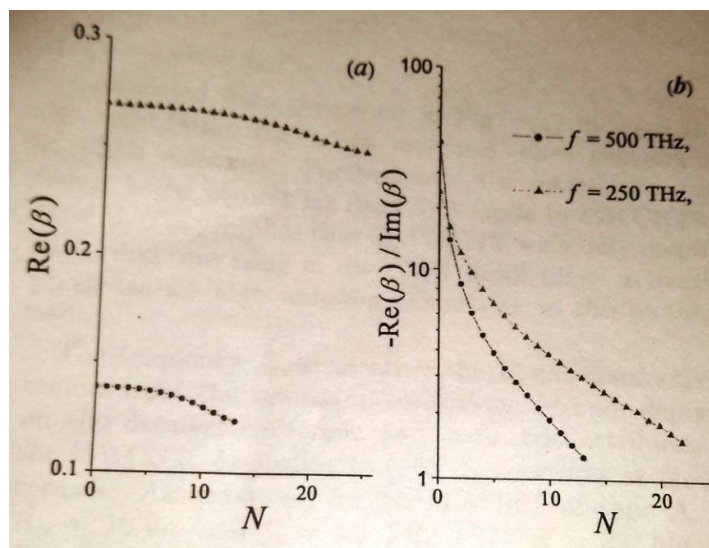 0.3
(a)
0.2
0.1
Re(β)
0
10
20
N
100
(b)
f = 500 THz,
f = 250 THz,
10
1
-Re(β) / Im(β)
0
10
20
N